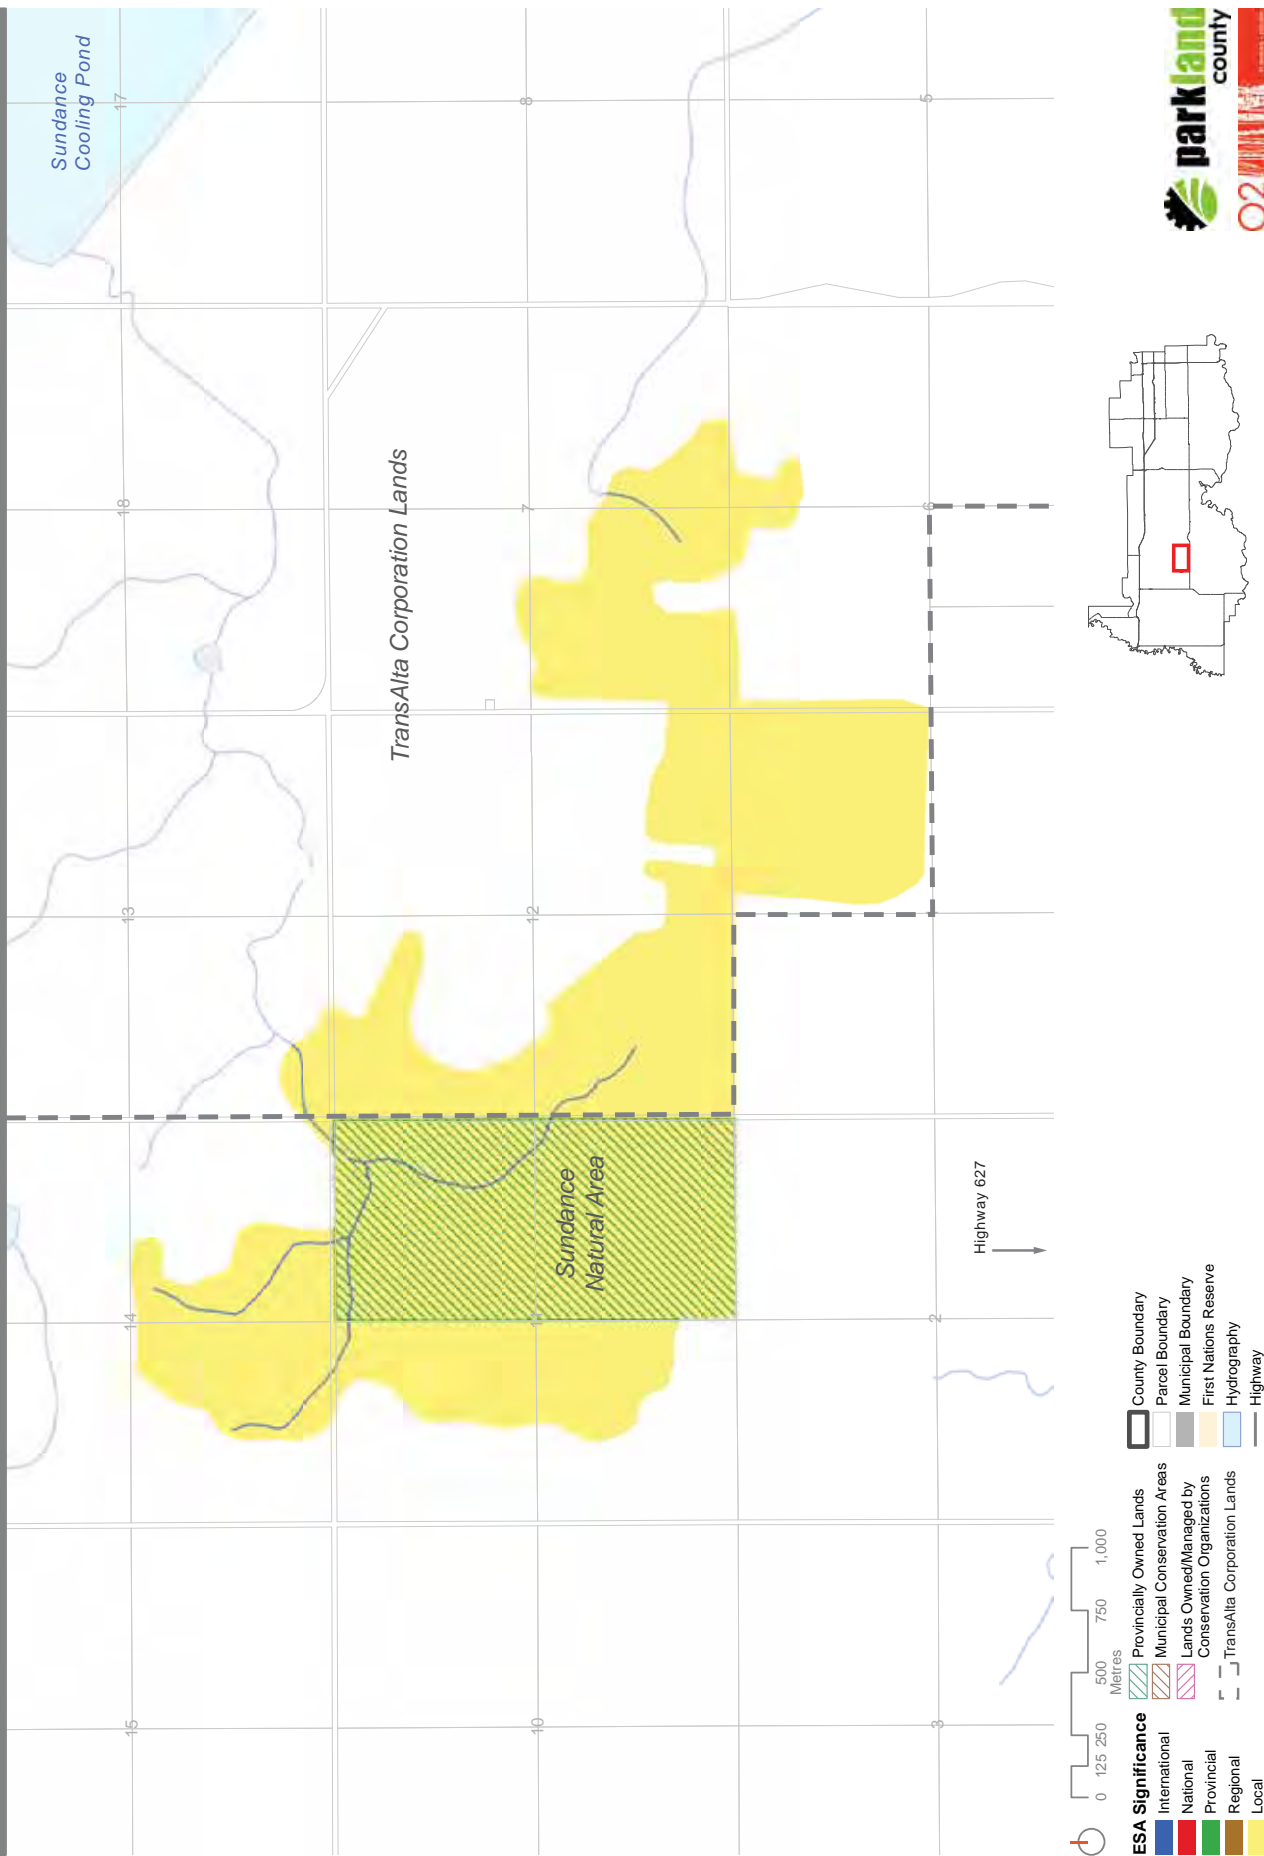 Sundance
Cooling Pond
17
8
5
18
TransAlta Corporation Lands
7
6
13
12
14
Sundance
Natural Area
11
2
15
10
3
Highway 627
0 125 250 500 750 1,000
Metres
ESA Significance
International
National
Provincial
Regional
Local
Provincially Owned Lands
Municipal Conservation Areas
Lands Owned/Managed by
Conservation Organizations
TransAlta Corporation Lands
County Boundary
Parcel Boundary
Municipal Boundary
First Nations Reserve
Hydrography
Highway
parkland
county
O2